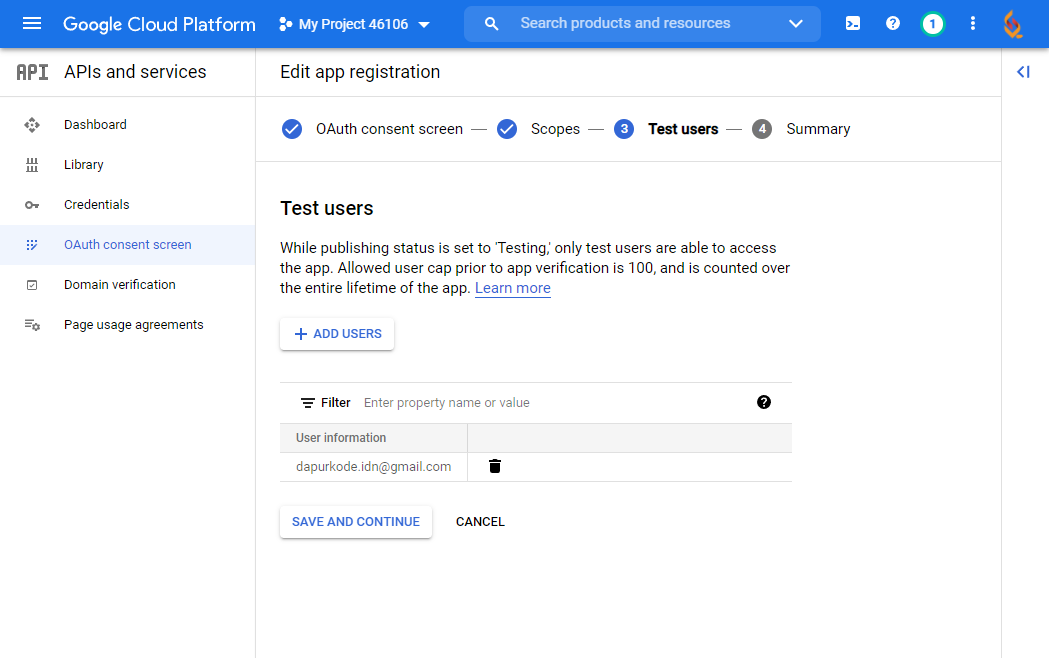 Google Cloud Platform
My Project 46106
Search products and resources
1
API APIs and services
Edit app registration
Dashboard
Library
Credentials
OAuth consent screen
Domain verification
Page usage agreements
OAuth consent screen — Scopes — 3 Test users — 4 Summary
Test users
While publishing status is set to 'Testing,' only test users are able to access
the app. Allowed user cap prior to app verification is 100, and is counted over
the entire lifetime of the app. Learn more
+ ADD USERS
Filter Enter property name or value
User information
dapurkode.idn@gmail.com
SAVE AND CONTINUE CANCEL